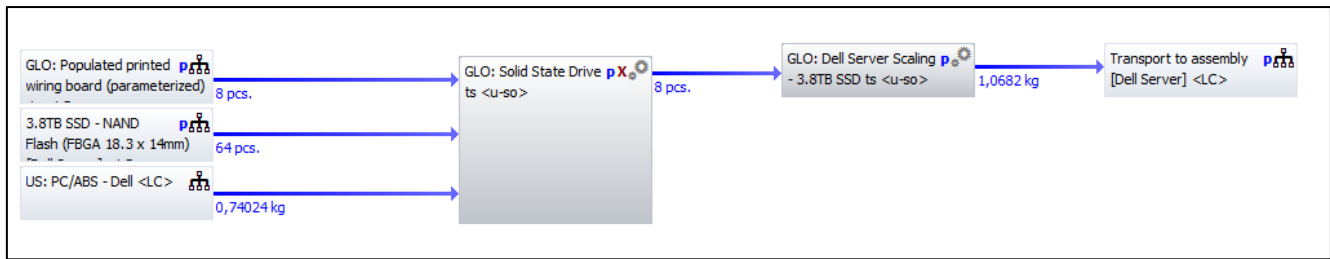 GLO: Populated printed
wiring board (parameterized)
8 pcs.
3.8TB SSD - NAND
Flash (FBGA 18.3 x 14mm)
64 pcs.
US: PC/ABS - Dell <LC>
0,74024 kg
GLO: Solid State Drive pX
ts <u-so>
8 pcs.
GLO: Dell Server Scaling p
- 3.8TB SSD ts <u-so>
1,0682 kg
Transport to assembly p
[Dell Server] <LC>